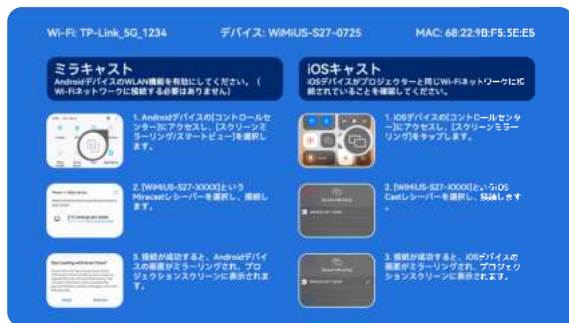 Wi-Fi: TP-Link_5G_1234
デバイス: WiMiUS-S27-0725
MAC: 68:22:9B:F5:5E:E5
ミラキャスト
AndroidデバイスのWLAN機能を有効にしてください。（
Wi-Fiネットワークに接続する必要はありません）
1. Androidデバイスの[コントロールセ
ンター]にアクセスし、[スクリーンミ
ラーリング/スマートビュー]を選択し
ます。
2. [WiMiUS-S27-XXXX]という
Miracastレシーバーを選択し、接続し
ます。
3. 接続が成功すると、Androidデバイ
スの画面がミラーリングされ、プロ
ジェクションスクリーンに表示されま
す。
iOSキャスト
iOSデバイスがプロジェクターと同じWi-Fiネットワークに接
続されていることを確認してください。
1. iOSデバイスの[コントロールセンタ
ー]にアクセスし、[スクリーンミラー
リング]をタップします。
2. [WiMiUS-S27-XXXX]というiOS
Castレシーバーを選択し、接続します
。
3. 接続が成功すると、iOSデバイスの
画面がミラーリングされ、プロジェク
ションスクリーンに表示されます。